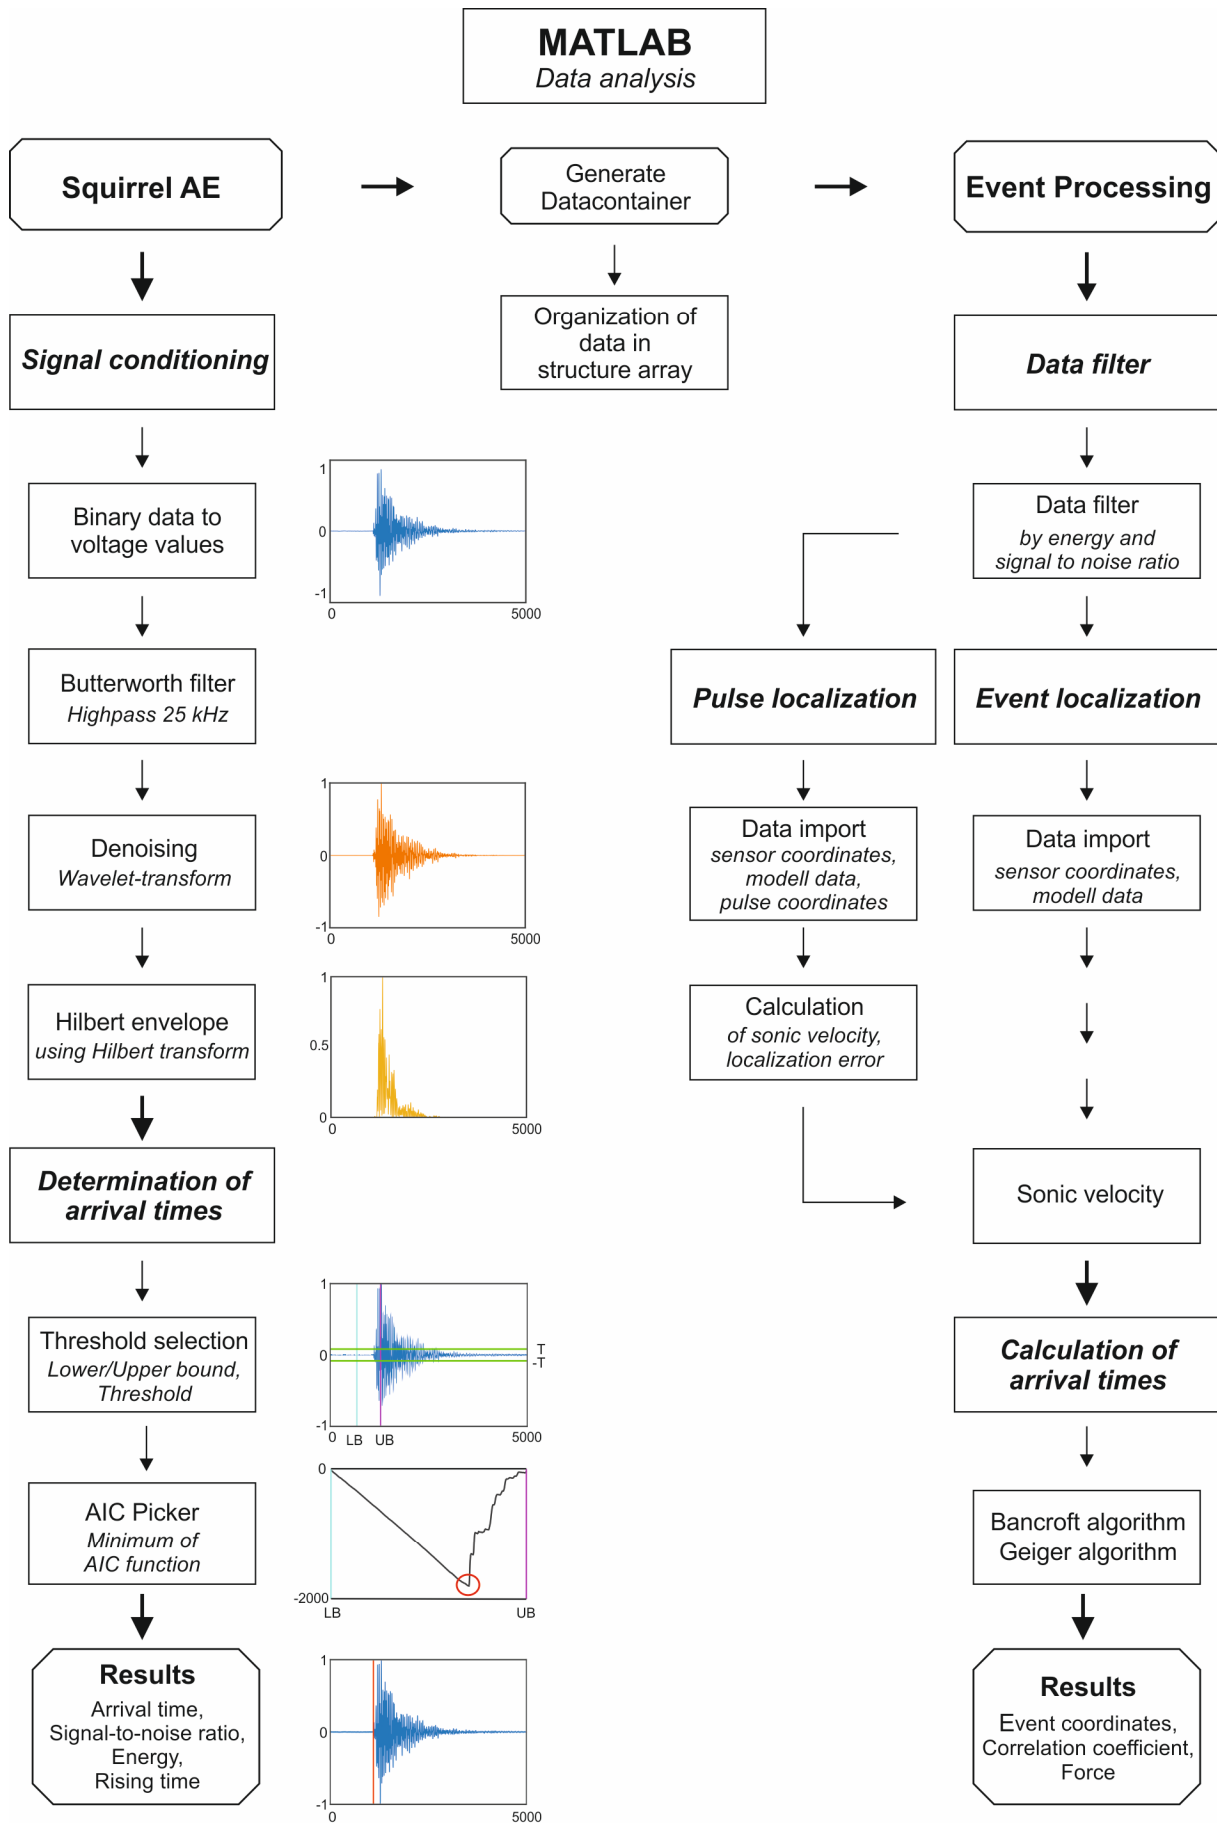 MATLAB
Data analysis
Squirrel AE
Generate
Datacontainer
Event Processing
Organization of
data in
structure array
Signal conditioning
Data filter
Binary data to
voltage values
1
0
-1
0
5000
Data filter
by energy and
signal to noise ratio
Butterworth filter
Highpass 25 kHz
Pulse localization
Event localization
Denoising
Wavelet-transform
1
0
-1
0
5000
Data import
sensor coordinates,
modell data,
pulse coordinates
Data import
sensor coordinates,
modell data
Hilbert envelope
using Hilbert transform
1
0.5
0
0
5000
Calculation
of sonic velocity,
localization error
Determination of
arrival times
Sonic velocity
Threshold selection
Lower/Upper bound,
Threshold
1
0
-1
T
-T
0
LB
UB
5000
Calculation of
arrival times
AIC Picker
Minimum of
AIC function
0
-2000
LB
UB
Bancroft algorithm
Geiger algorithm
Results
Arrival time,
Signal-to-noise ratio,
Energy,
Rising time
1
0
-1
0
5000
Results
Event coordinates,
Correlation coefficient,
Force